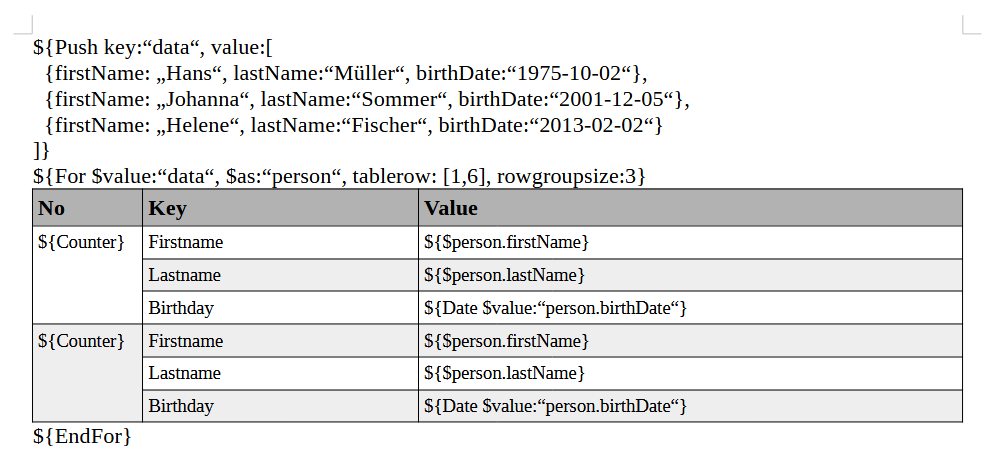 ${Push key:“data“, value:[
{firstName: „Hans“, lastName:“Müller“, birthDate:“1975-10-02“},
{firstName: „Johanna“, lastName:“Sommer“, birthDate:“2001-12-05“},
{firstName: „Helene“, lastName:“Fischer“, birthDate:“2013-02-02“}
]}
${For $value:“data“, $as:“person“, tablerow: [1,6], rowgroupsize:3}
No Key Value
${Counter} Firstname ${$person.firstName}
Lastname ${$person.lastName}
Birthday ${Date $value:“person.birthDate“}
${Counter} Firstname ${$person.firstName}
Lastname ${$person.lastName}
Birthday ${Date $value:“person.birthDate“}
${EndFor}